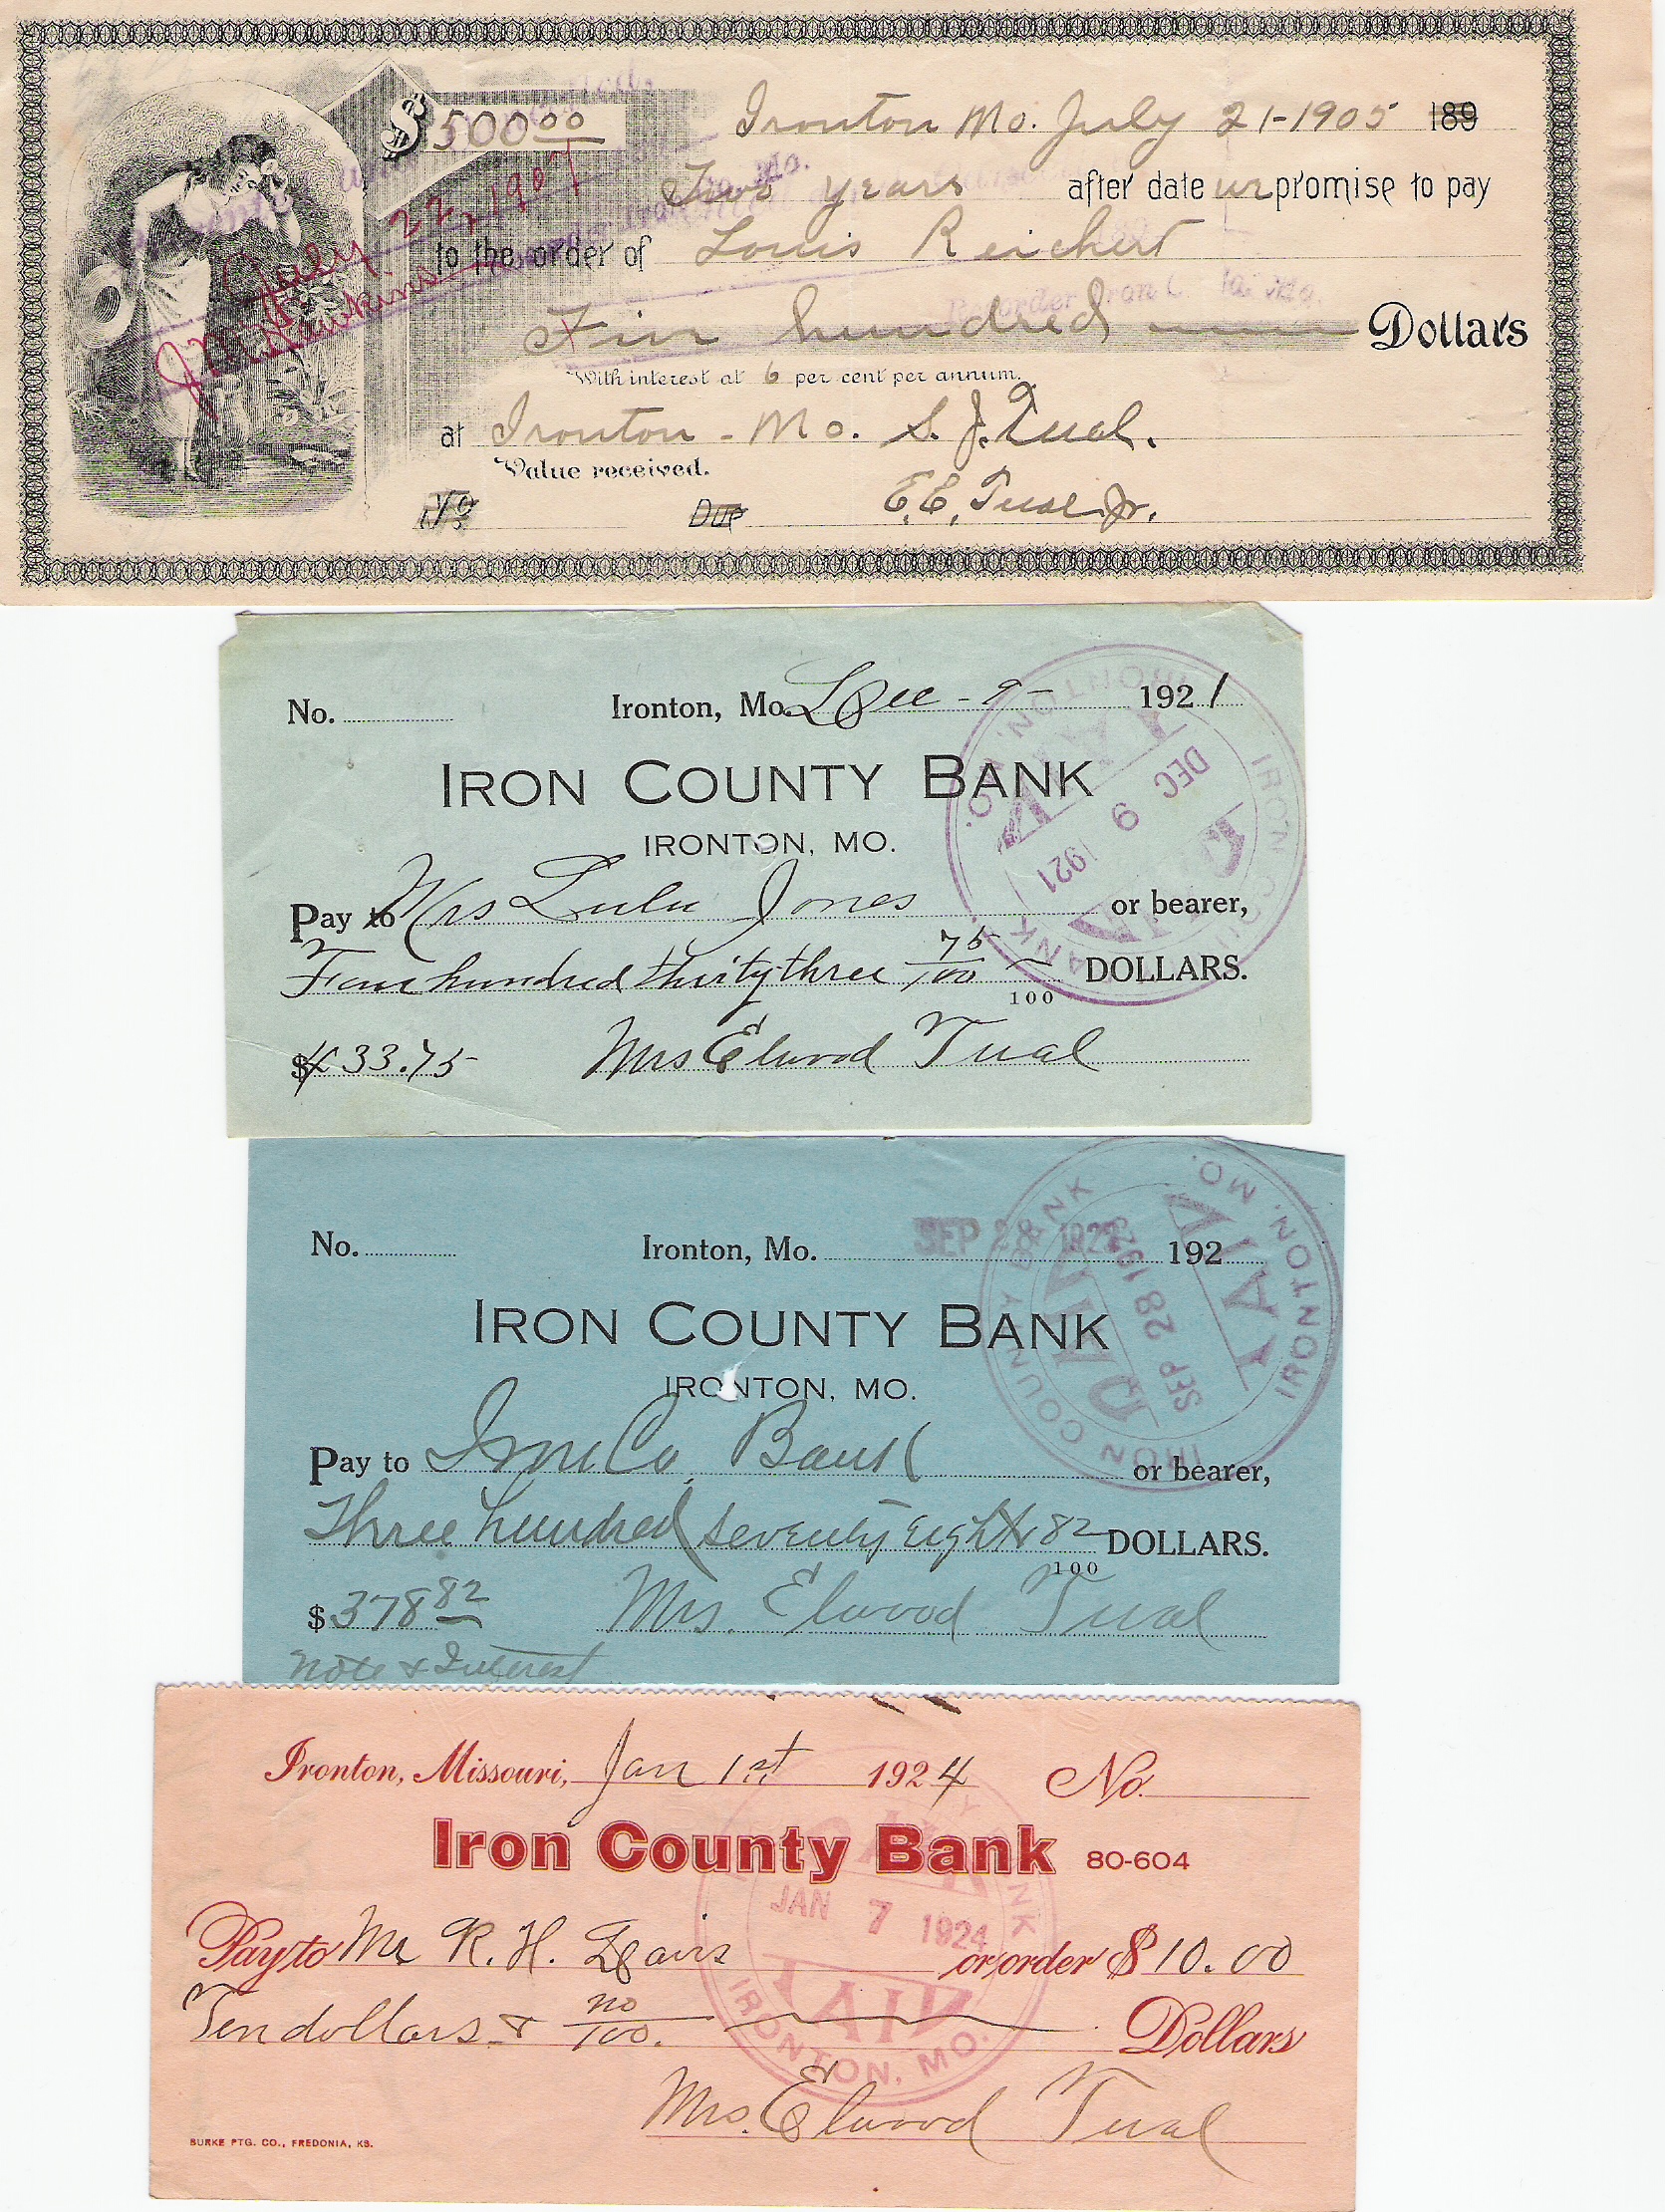 $ 500 00 Ironton Mo. July 21-1905 189
Two years after date we promise to pay
to the order of Louis Reichert
Five hundred Dollars
With interest at 6 per cent per annum.
at Ironton - Mo. S. J. Tual.
Value received.
No Due E. E. Tual Jr.
July 22, 1907
J M Hawkins
Recorder Iron Mo.
No. Ironton, Mo. Dec - 9 - 1921
IRON COUNTY BANK
IRONTON, MO.
Pay to Mrs Lulu Jones or bearer,
Four hundred thirty three 75/100 DOLLARS.
100
$433.75 Mrs Elwood Tual
IRON COUNTY BANK
PAID
DEC 9 1921
IRONTON, MO.
No. Ironton, Mo. SEP 28 192
IRON COUNTY BANK
IRONTON, MO.
Pay to Iron Co. Bank or bearer,
Three hundred seventy eight & 82 DOLLARS.
100
$378 82 Mrs. Elwood Tual
Note & Interest
IRON COUNTY BANK
PAID
SEP 28
IRONTON, MO.
Ironton, Missouri, Jan 1st 1924 No.
Iron County Bank 80-604
Pay to Mr R. H. Davis or order $10.00
Ten dollars & no/100. Dollars
Mrs. Elwood Tual
BURKE PTG. CO., FREDONIA, KS.
JAN 7 1924
IRONTON, MO.